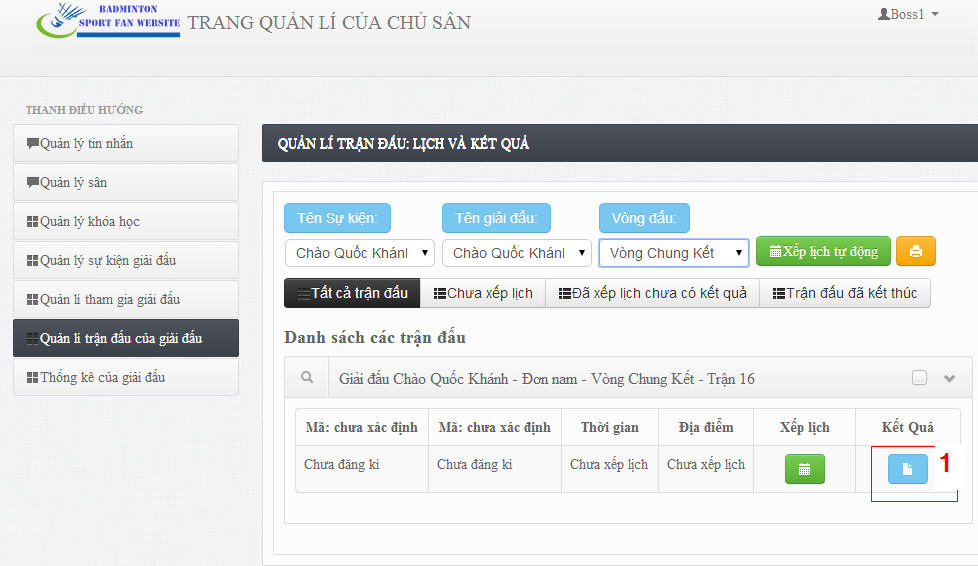 BADMINTON
SPORT FAN WEBSITE
TRANG QUẢN LÍ CỦA CHỦ SÂN
Boss1
THANH ĐIỀU HƯỚNG
Quản lý tin nhắn
Quản lý sân
Quản lý khóa học
Quản lý sự kiện giải đấu
Quản lí tham gia giải đấu
Quản lí trận đấu của giải đấu
Thống kê của giải đấu
QUẢN LÍ TRẬN ĐẤU: LỊCH VÀ KẾT QUẢ
Tên Sự kiện: Tên giải đấu: Vòng đấu:
Chào Quốc Khánh Chào Quốc Khánh Vòng Chung Kết Xếp lịch tự động
Tất cả trận đấu Chưa xếp lịch Đã xếp lịch chưa có kết quả Trận đấu đã kết thúc
Danh sách các trận đấu
Giải đấu Chào Quốc Khánh - Đơn nam - Vòng Chung Kết - Trận 16
Mã: chưa xác định Mã: chưa xác định Thời gian Địa điểm Xếp lịch Kết Quả
Chưa đăng kí Chưa đăng kí Chưa xếp lịch Chưa xếp lịch 1